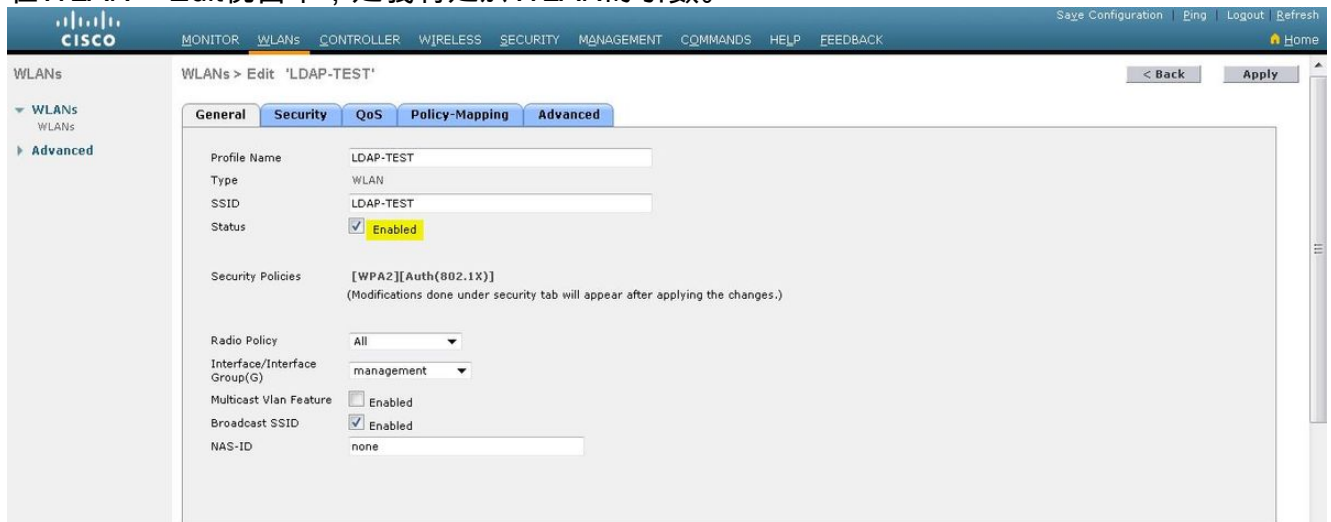 Save Configuration | Ping | Logout | Refresh
CISCO
MONITOR WLANs CONTROLLER WIRELESS SECURITY MANAGEMENT COMMANDS HELP FEEDBACK
Home
WLANs
WLANs > Edit 'LDAP-TEST'
< Back
Apply
WLANs
WLANs
Advanced
General Security QoS Policy-Mapping Advanced
Profile Name LDAP-TEST
Type WLAN
SSID LDAP-TEST
Status Enabled
Security Policies [WPA2][Auth(802.1X)]
(Modifications done under security tab will appear after applying the changes.)
Radio Policy All
Interface/Interface Group(G) management
Multicast Vlan Feature Enabled
Broadcast SSID Enabled
NAS-ID none